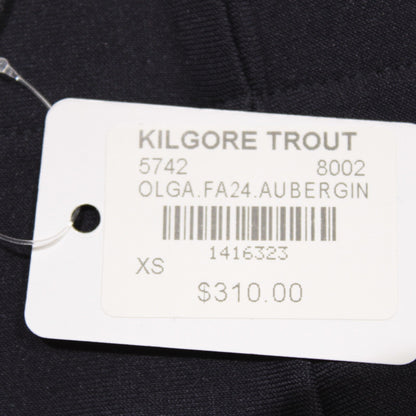 KILGORE TROUT
5742 8002
OLGA.FA24.AUBERGIN
1416323
XS
$310.00